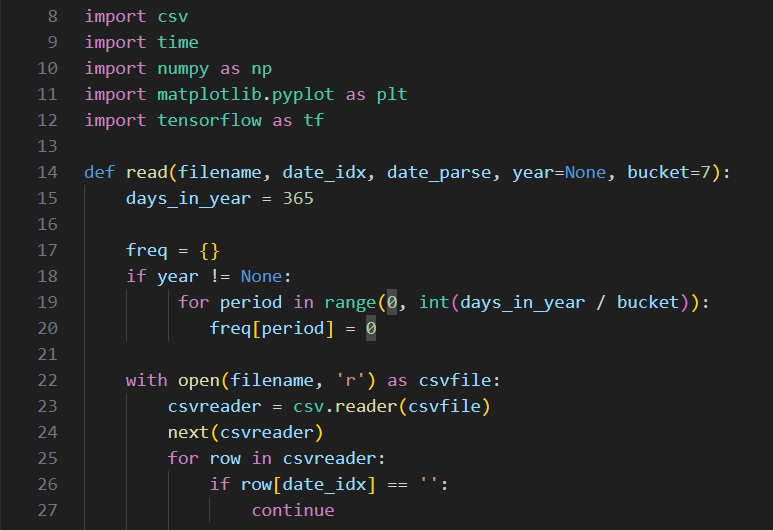 8 import csv
9 import time
10 import numpy as np
11 import matplotlib.pyplot as plt
12 import tensorflow as tf
13
14 def read(filename, date_idx, date_parse, year=None, bucket=7):
15     days_in_year = 365
16
17     freq = {}
18     if year != None:
19          for period in range(0, int(days_in_year / bucket)):
20             freq[period] = 0
21
22     with open(filename, 'r') as csvfile:
23         csvreader = csv.reader(csvfile)
24         next(csvreader)
25         for row in csvreader:
26             if row[date_idx] == '':
27                 continue